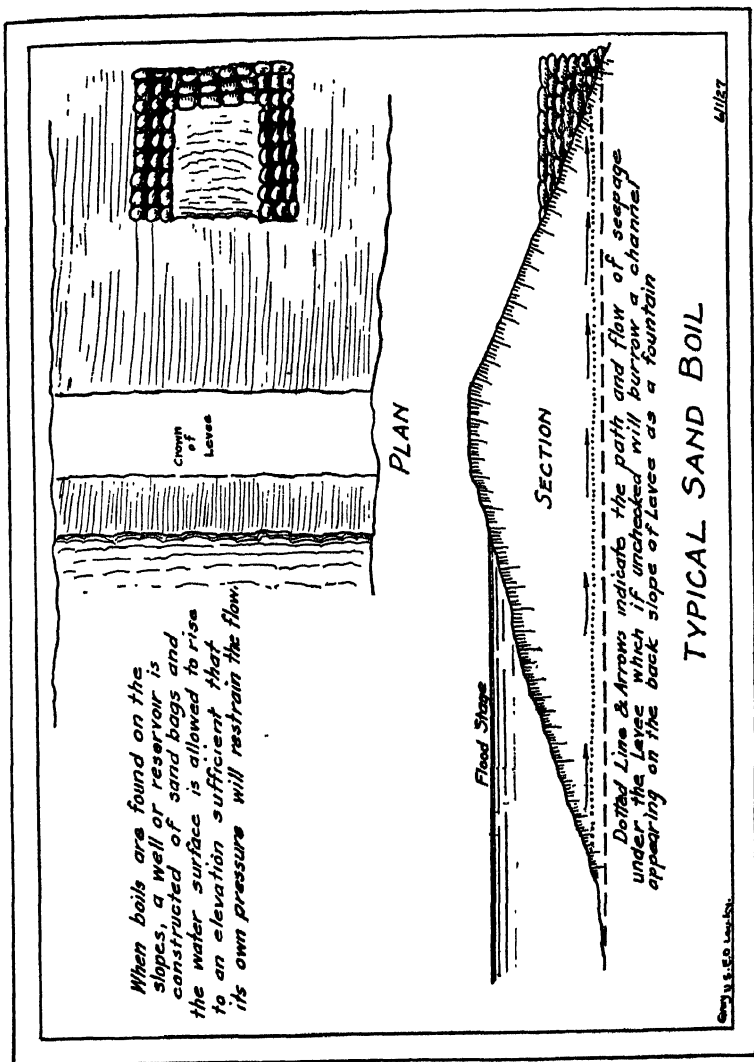 When boils are found on the
slopes, a well or reservoir is
constructed of sand bags and
the water surface is allowed to rise
to an elevation sufficient that
its own pressure will restrain the flow.
Crown
of
Levee
PLAN
Flood Stage
SECTION
Dotted Line & Arrows indicate the path and flow of seepage
under the Levee which if unchecked will burrow a channel
appearing on the back slope of Levee as a fountain
TYPICAL SAND BOIL
U.S.E.D.
6/1/27